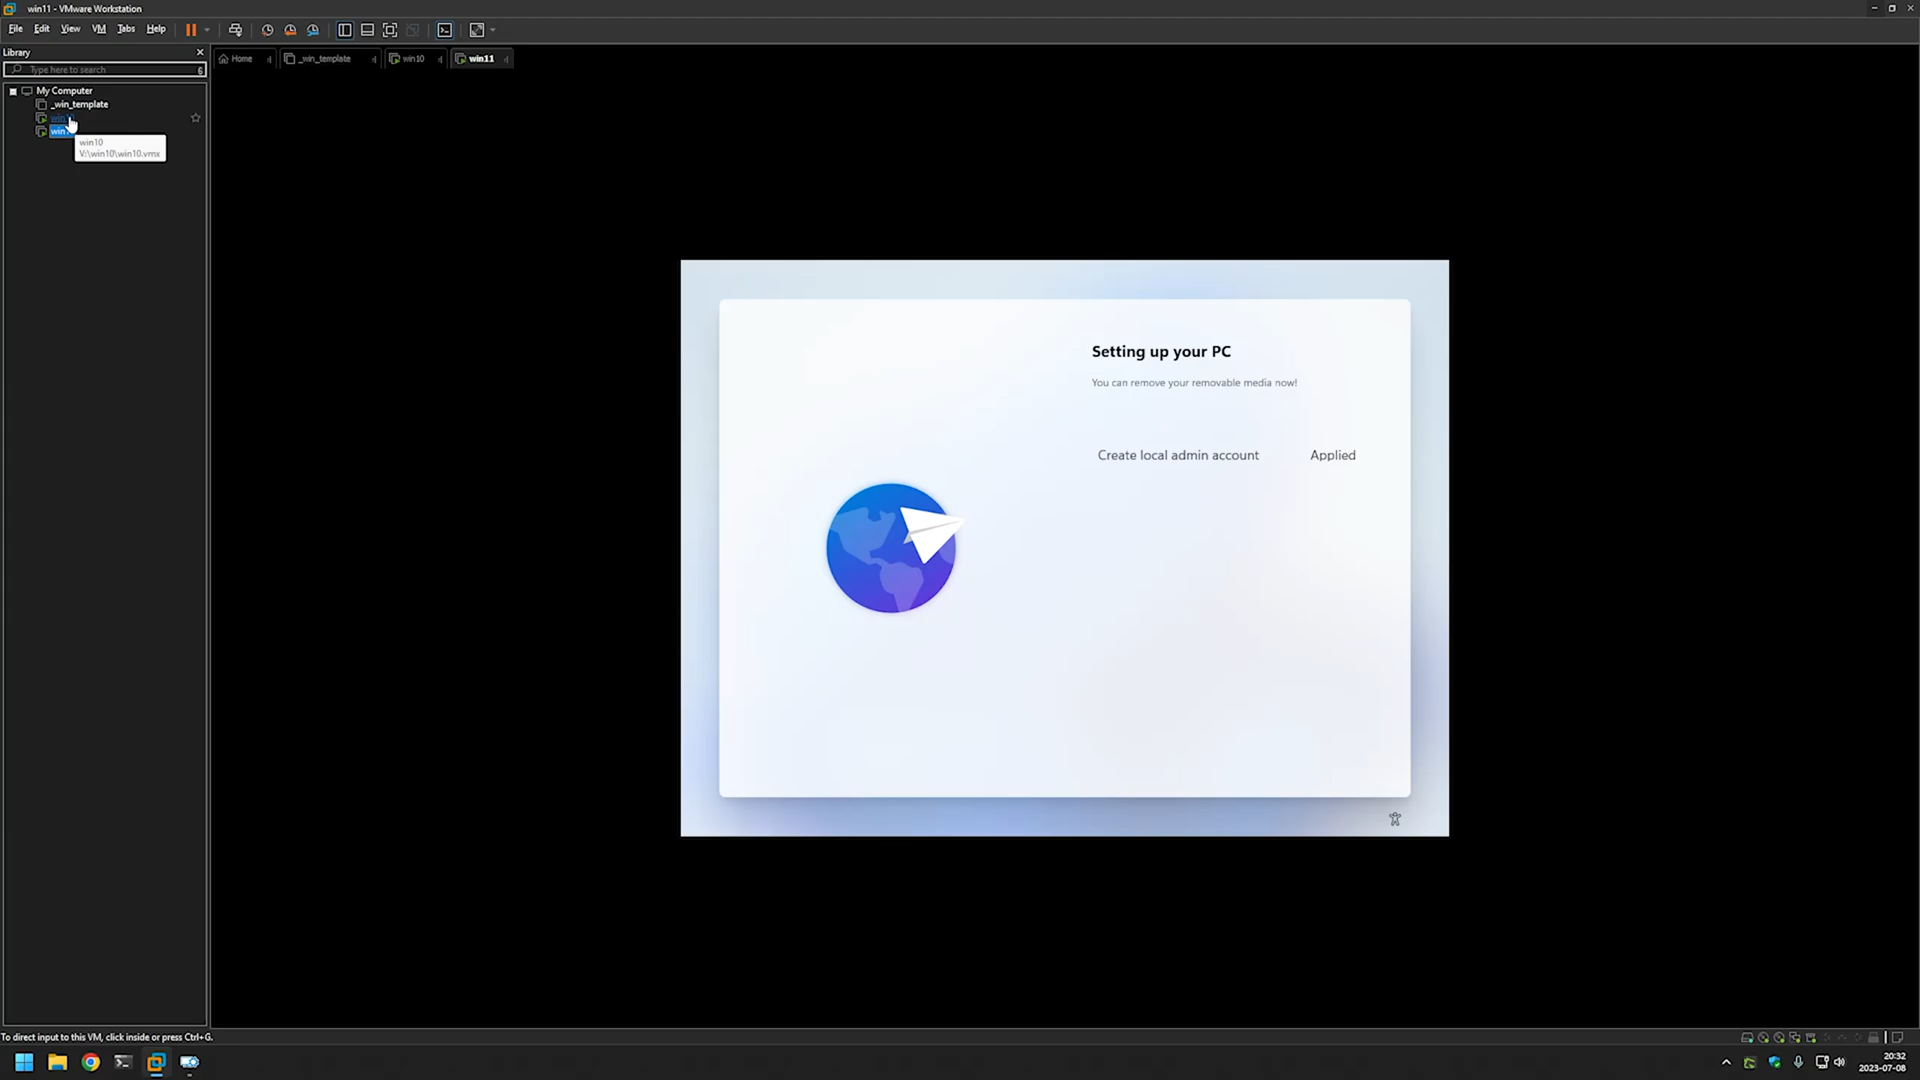 win11 - VMware Workstation
File Edit View VM Tabs Help
Library
Type here to search
Home _win_template win10 win11
My Computer
_win_template
win10
V:\win10\win10.vmx
Setting up your PC
You can remove your removable media now!
Create local admin account Applied
To direct input to this VM, click inside or press Ctrl+G.
20:32
2023-07-08